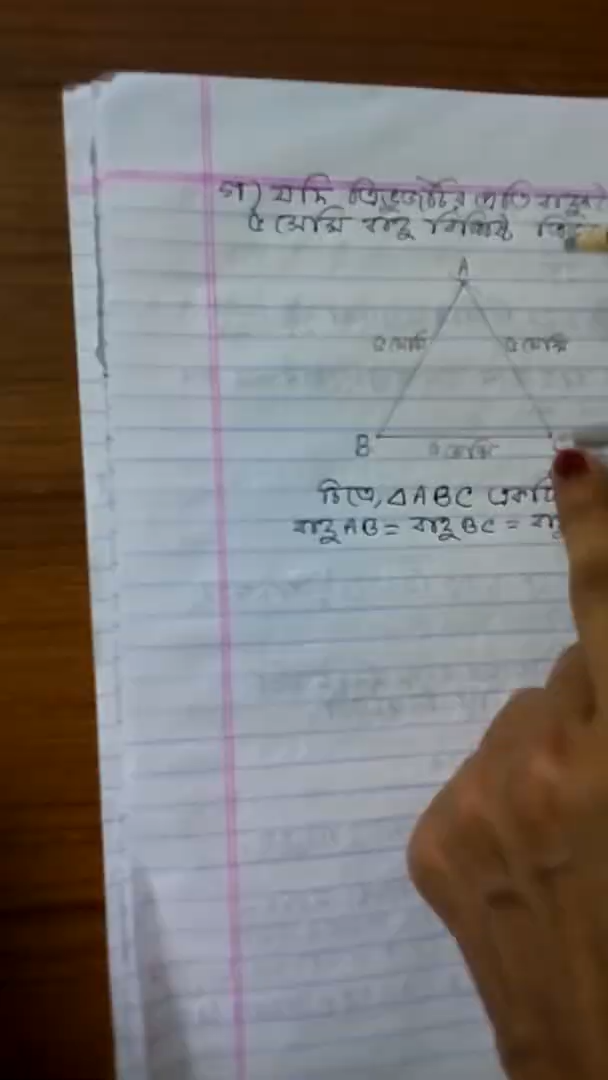 গ) যদি ত্রিভুজটির প্রতি বাহু
৫ সেমি বাহু বিশিষ্ট
A
৫ সেমি ৫ সেমি
B
৫ সেমি
চিত্রে, △ABC একটি
বাহু AB = বাহু BC =